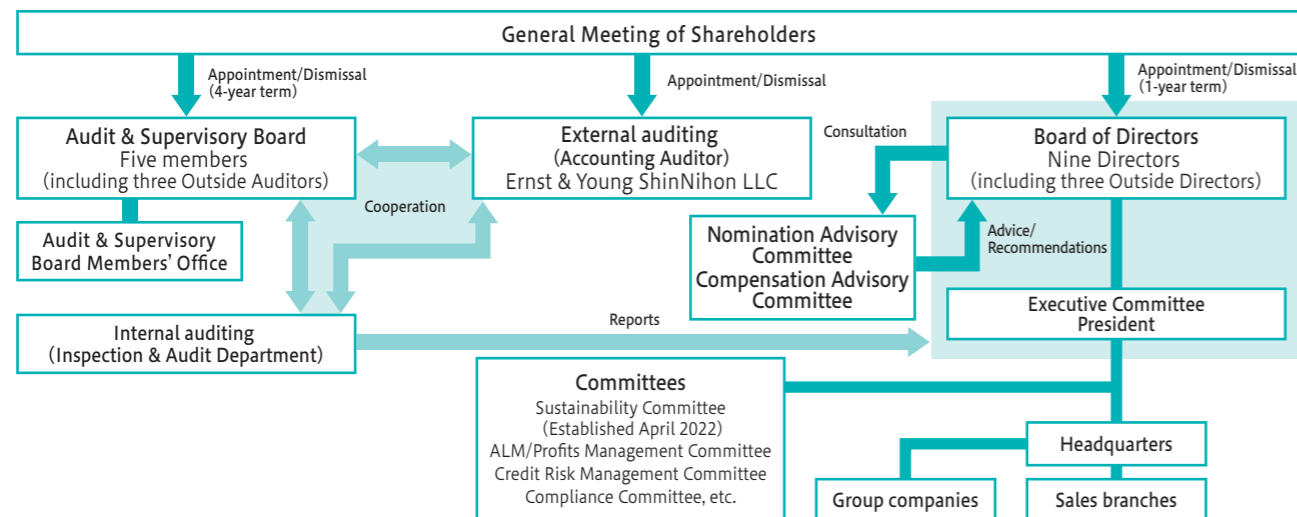 General Meeting of Shareholders
Appointment/Dismissal
(4-year term)
Appointment/Dismissal
Appointment/Dismissal
(1-year term)
Audit & Supervisory Board
Five members
(including three Outside Auditors)
External auditing
(Accounting Auditor)
Ernst & Young ShinNihon LLC
Consultation
Board of Directors
Nine Directors
(including three Outside Directors)
Cooperation
Audit & Supervisory
Board Members’ Office
Nomination Advisory
Committee
Compensation Advisory
Committee
Advice/
Recommendations
Executive Committee
President
Internal auditing
(Inspection & Audit Department)
Reports
Committees
Sustainability Committee
(Established April 2022)
ALM/Profits Management Committee
Credit Risk Management Committee
Compliance Committee, etc.
Headquarters
Group companies
Sales branches